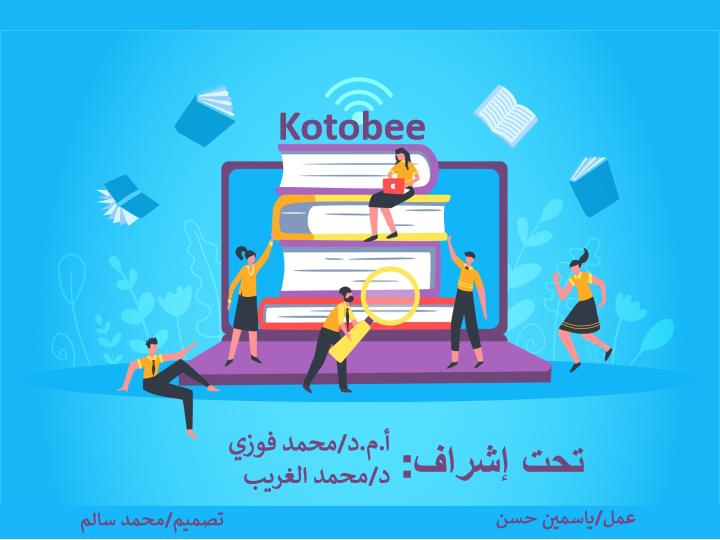 Kotobee
تحت إشراف:
أ.م.د/محمد فوزي
د/محمد الغريب
عمل/ياسمين حسن
تصميم/محمد سالم